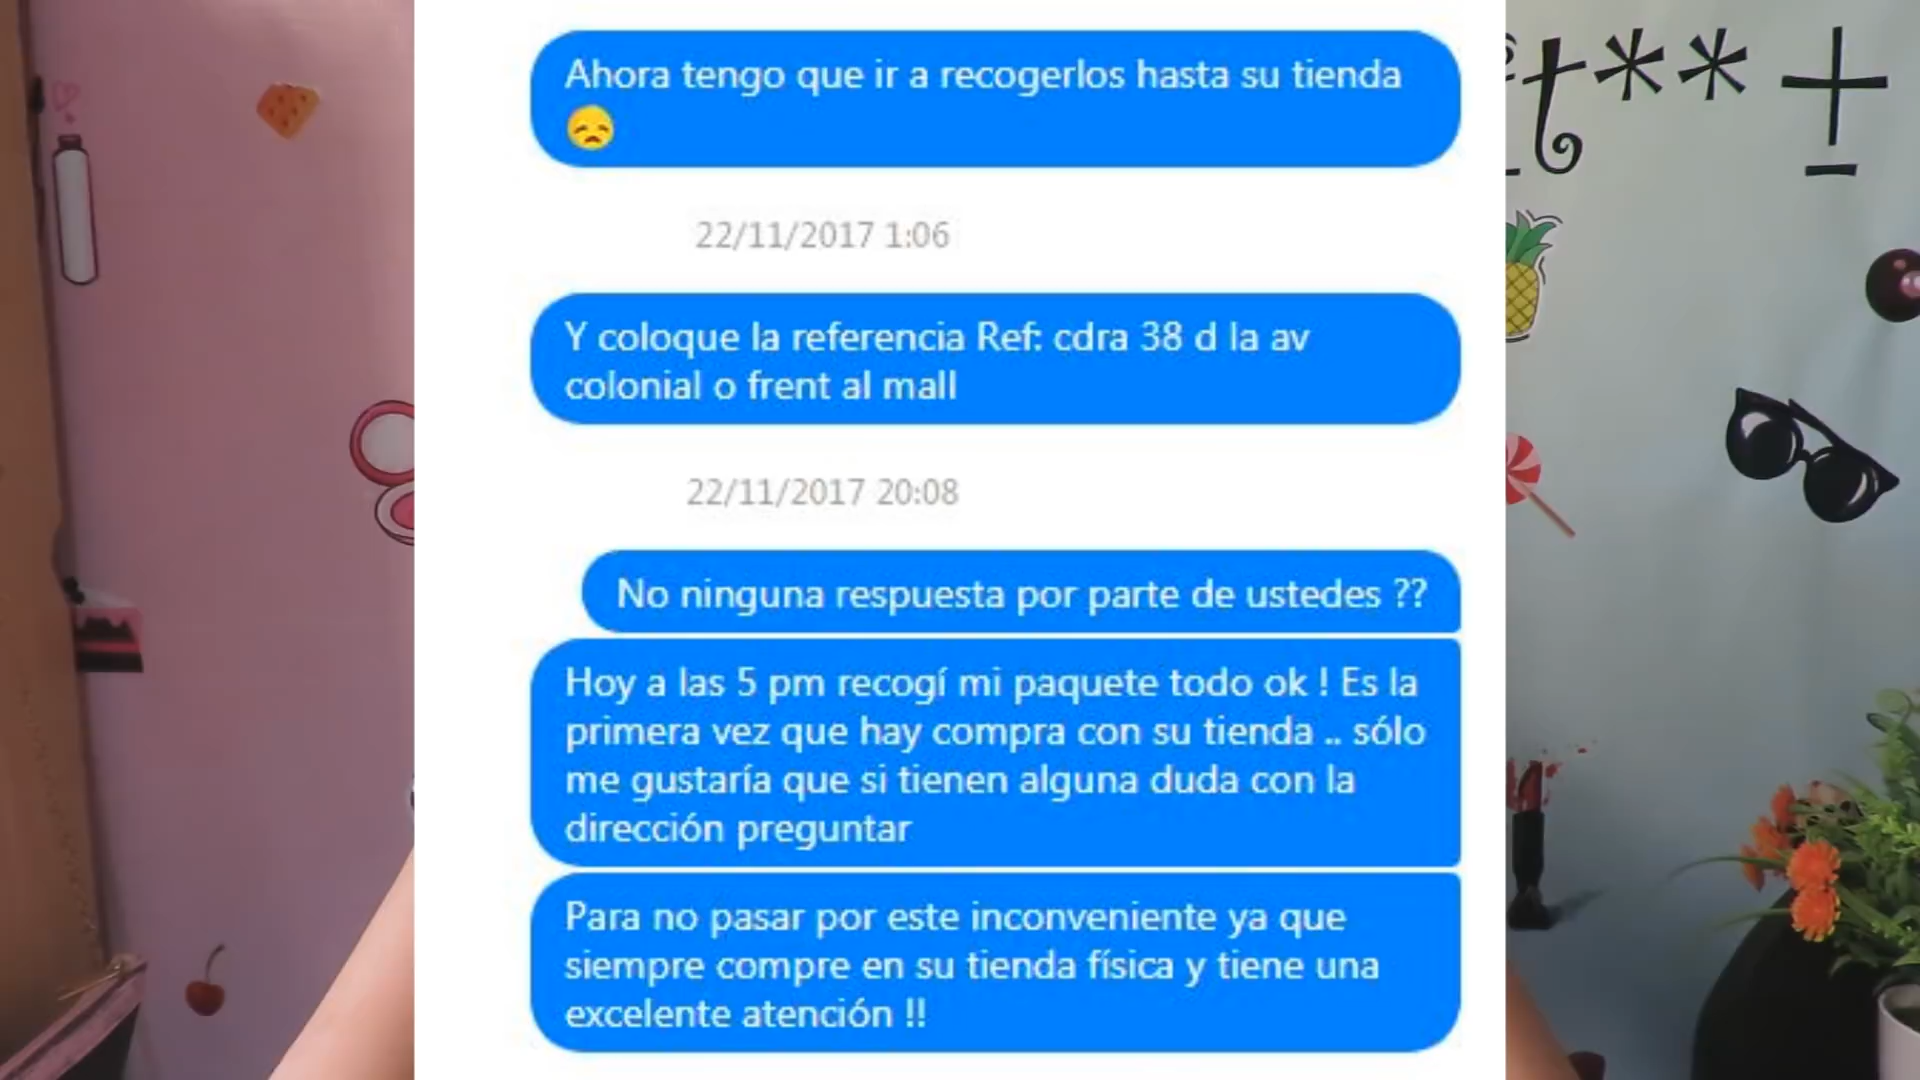 Ahora tengo que ir a recogerlos hasta su tienda
😞
22/11/2017 1:06
Y coloque la referencia Ref: cdra 38 d la av
colonial o frent al mall
22/11/2017 20:08
No ninguna respuesta por parte de ustedes ??
Hoy a las 5 pm recogí mi paquete todo ok ! Es la
primera vez que hay compra con su tienda .. sólo
me gustaría que si tienen alguna duda con la
dirección preguntar
Para no pasar por este inconveniente ya que
siempre compre en su tienda física y tiene una
excelente atención !!